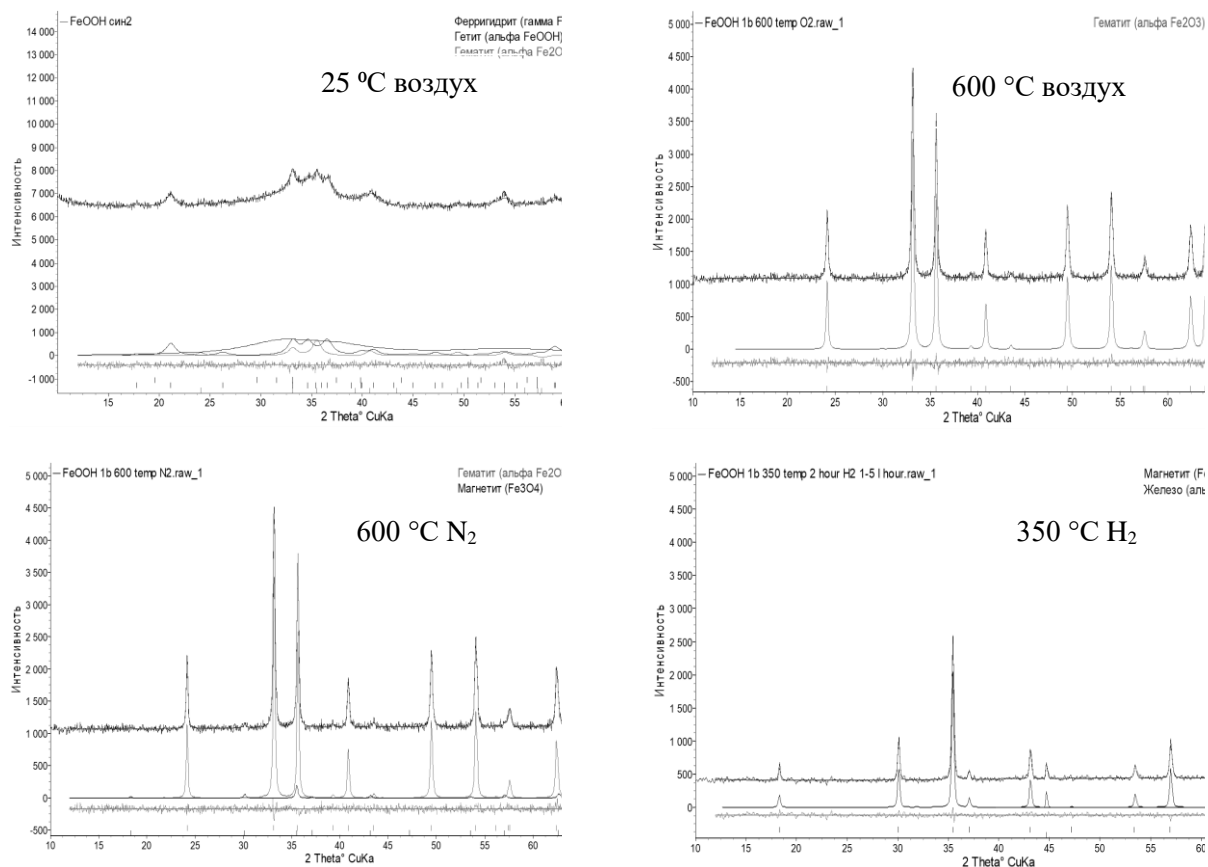 FeOOH син2
Ферригидрит (гамма F
Гетит (альфа FeOOH)
Гематит (альфа Fe2O
25 ºС воздух
14 000
13 000
12 000
11 000
10 000
9 000
8 000
7 000
6 000
5 000
4 000
3 000
2 000
1 000
0
-1 000
Интенсивность
15 20 25 30 35 40 45 50 55 6
2 Theta° CuKa
FeOOH 1b 600 temp O2.raw_1
Гематит (альфа Fe2O3)
600 °C воздух
5 000
4 500
4 000
3 500
3 000
2 500
2 000
1 500
1 000
500
0
-500
Интенсивность
10 15 20 25 30 35 40 45 50 55 60
2 Theta° CuKa
FeOOH 1b 600 temp N2.raw_1
Гематит (альфа Fe2O
Магнетит (Fe3O4)
600 °C N₂
5 000
4 500
4 000
3 500
3 000
2 500
2 000
1 500
1 000
500
0
-500
Интенсивность
10 15 20 25 30 35 40 45 50 55 60
2 Theta° CuKa
FeOOH 1b 350 temp 2 hour H2 1-5 l hour.raw_1
Магнетит (Fe
Железо (аль
350 °C H₂
5 000
4 500
4 000
3 500
3 000
2 500
2 000
1 500
1 000
500
0
Интенсивность
10 15 20 25 30 35 40 45 50 55 60
2 Theta° CuKa